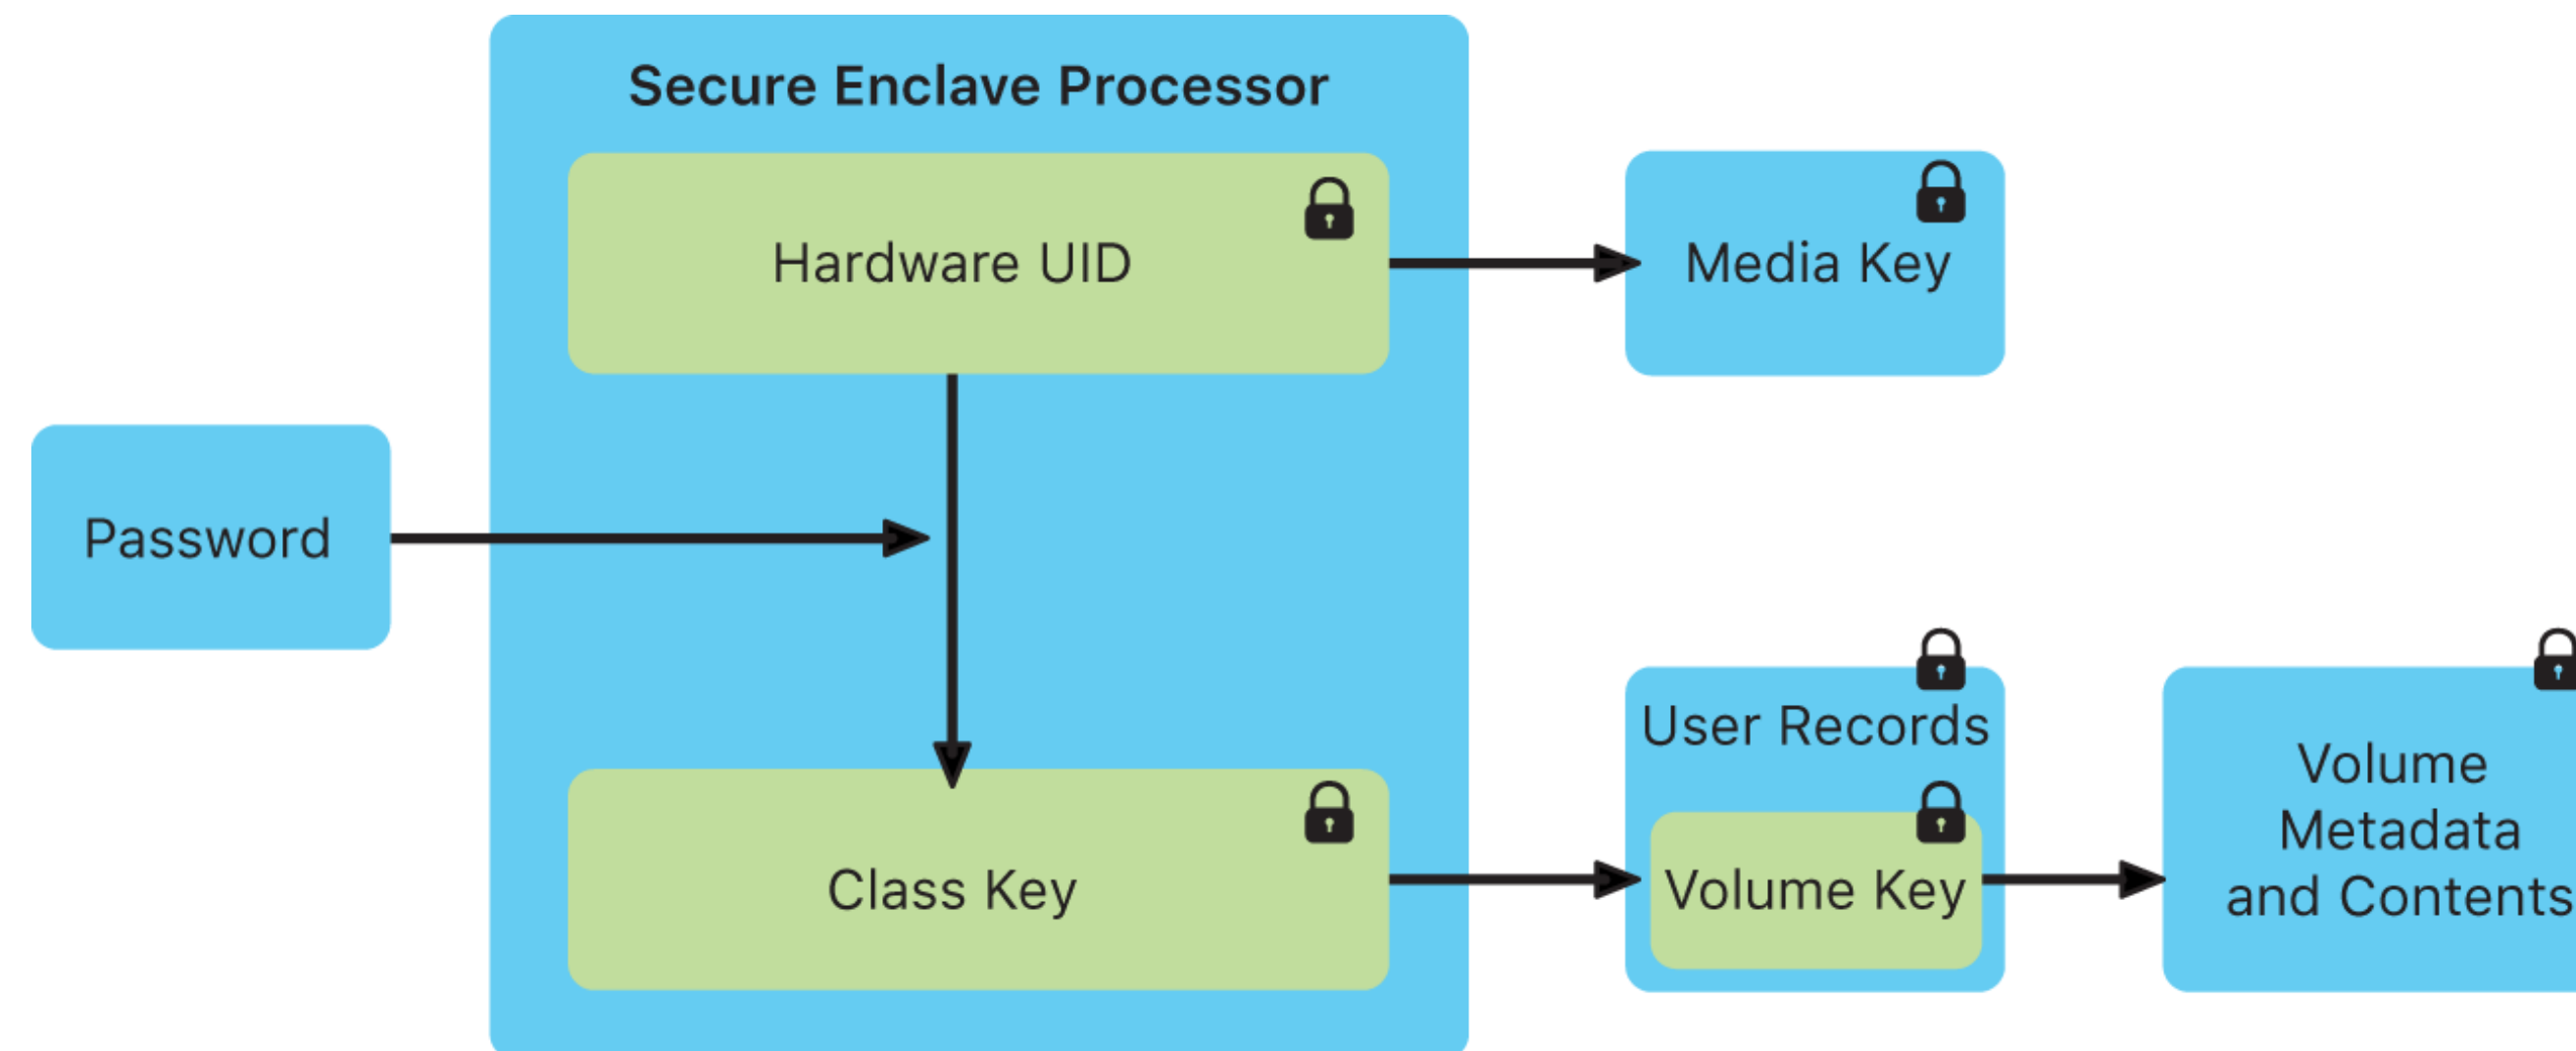 Secure Enclave Processor
Hardware UID
Media Key
Password
User Records
Class Key
Volume Key
Volume
Metadata
and Contents